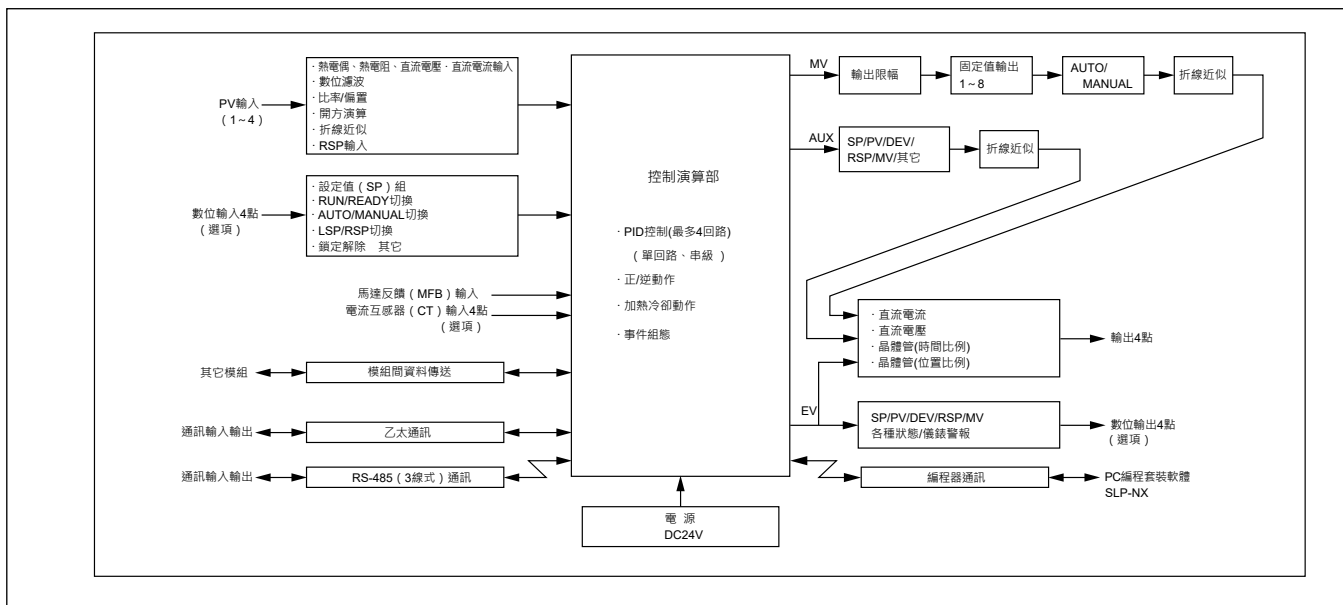 PV輸入
（1~4）
·熱電偶、熱電阻、直流電壓·直流電流輸入
·數位濾波
·比率/偏置
·開方演算
·折線近似
·RSP輸入
數位輸入4點
（選項）
·設定值（SP）組
·RUN/READY切換
·AUTO/MANUAL切換
·LSP/RSP切換
·鎖定解除　其它
馬達反饋（MFB）輸入
電流互感器（CT）輸入4點
（選項）
其它模組
模組間資料傳送
通訊輸入輸出
乙太通訊
通訊輸入輸出
RS-485（3線式）通訊
控制演算部
·PID控制(最多4回路)
（單回路、串級 ）
·正/逆動作
·加熱冷卻動作
·事件組態
電 源
DC24V
MV
輸出限幅
固定值輸出
1~8
AUTO/
MANUAL
折線近似
AUX
SP/PV/DEV/
RSP/MV/其它
折線近似
·直流電流
·直流電壓
·晶體管(時間比例)
·晶體管(位置比例)
輸出4點
EV
SP/PV/DEV/RSP/MV
各種狀態/儀錶警報
數位輸出4點
（選項）
編程器通訊
PC編程套裝軟體
SLP-NX